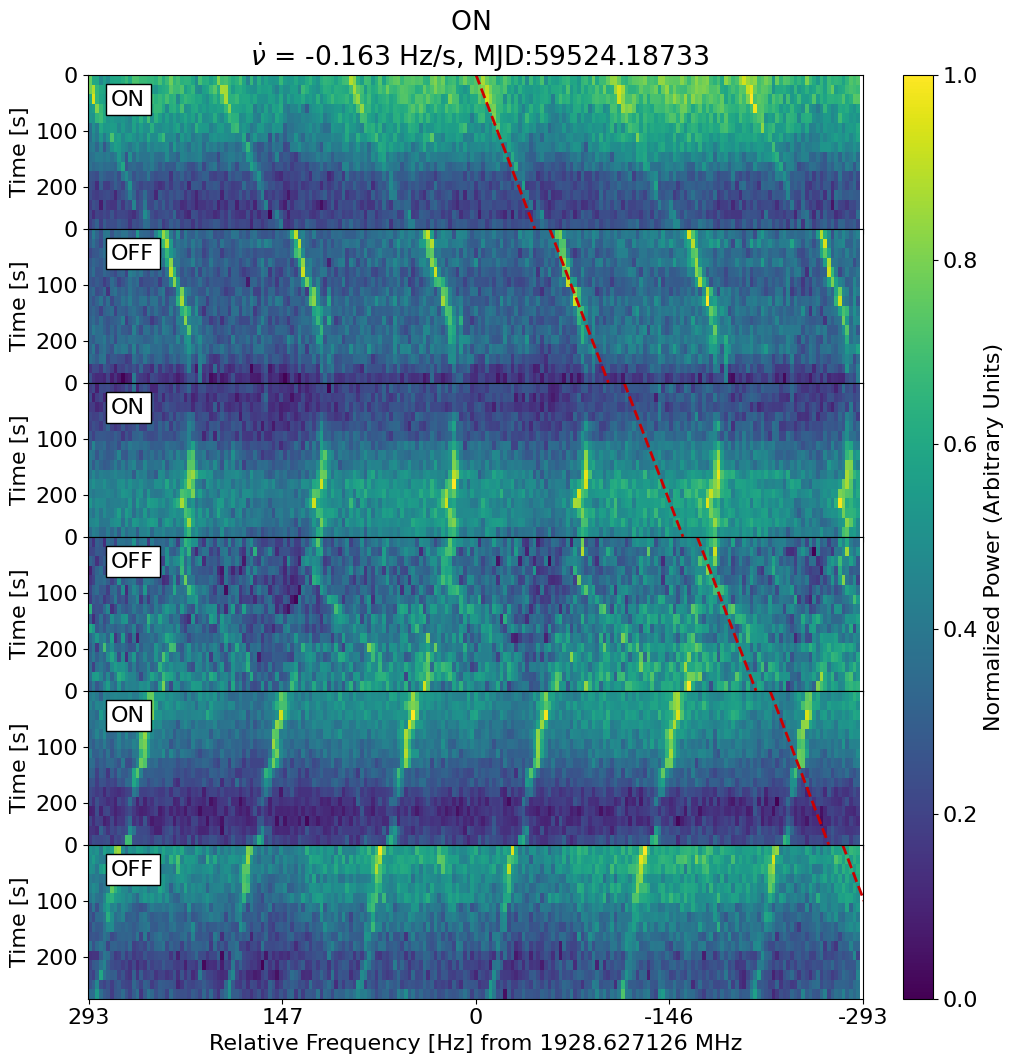 ON
ν̇ = -0.163 Hz/s, MJD:59524.18733
0
ON
100
200
Time [s]
0
OFF
100
200
Time [s]
0
ON
100
200
Time [s]
0
OFF
100
200
Time [s]
0
ON
100
200
Time [s]
0
OFF
100
200
Time [s]
293 147 0 -146 -293
Relative Frequency [Hz] from 1928.627126 MHz
1.0
0.8
0.6
0.4
0.2
0.0
Normalized Power (Arbitrary Units)